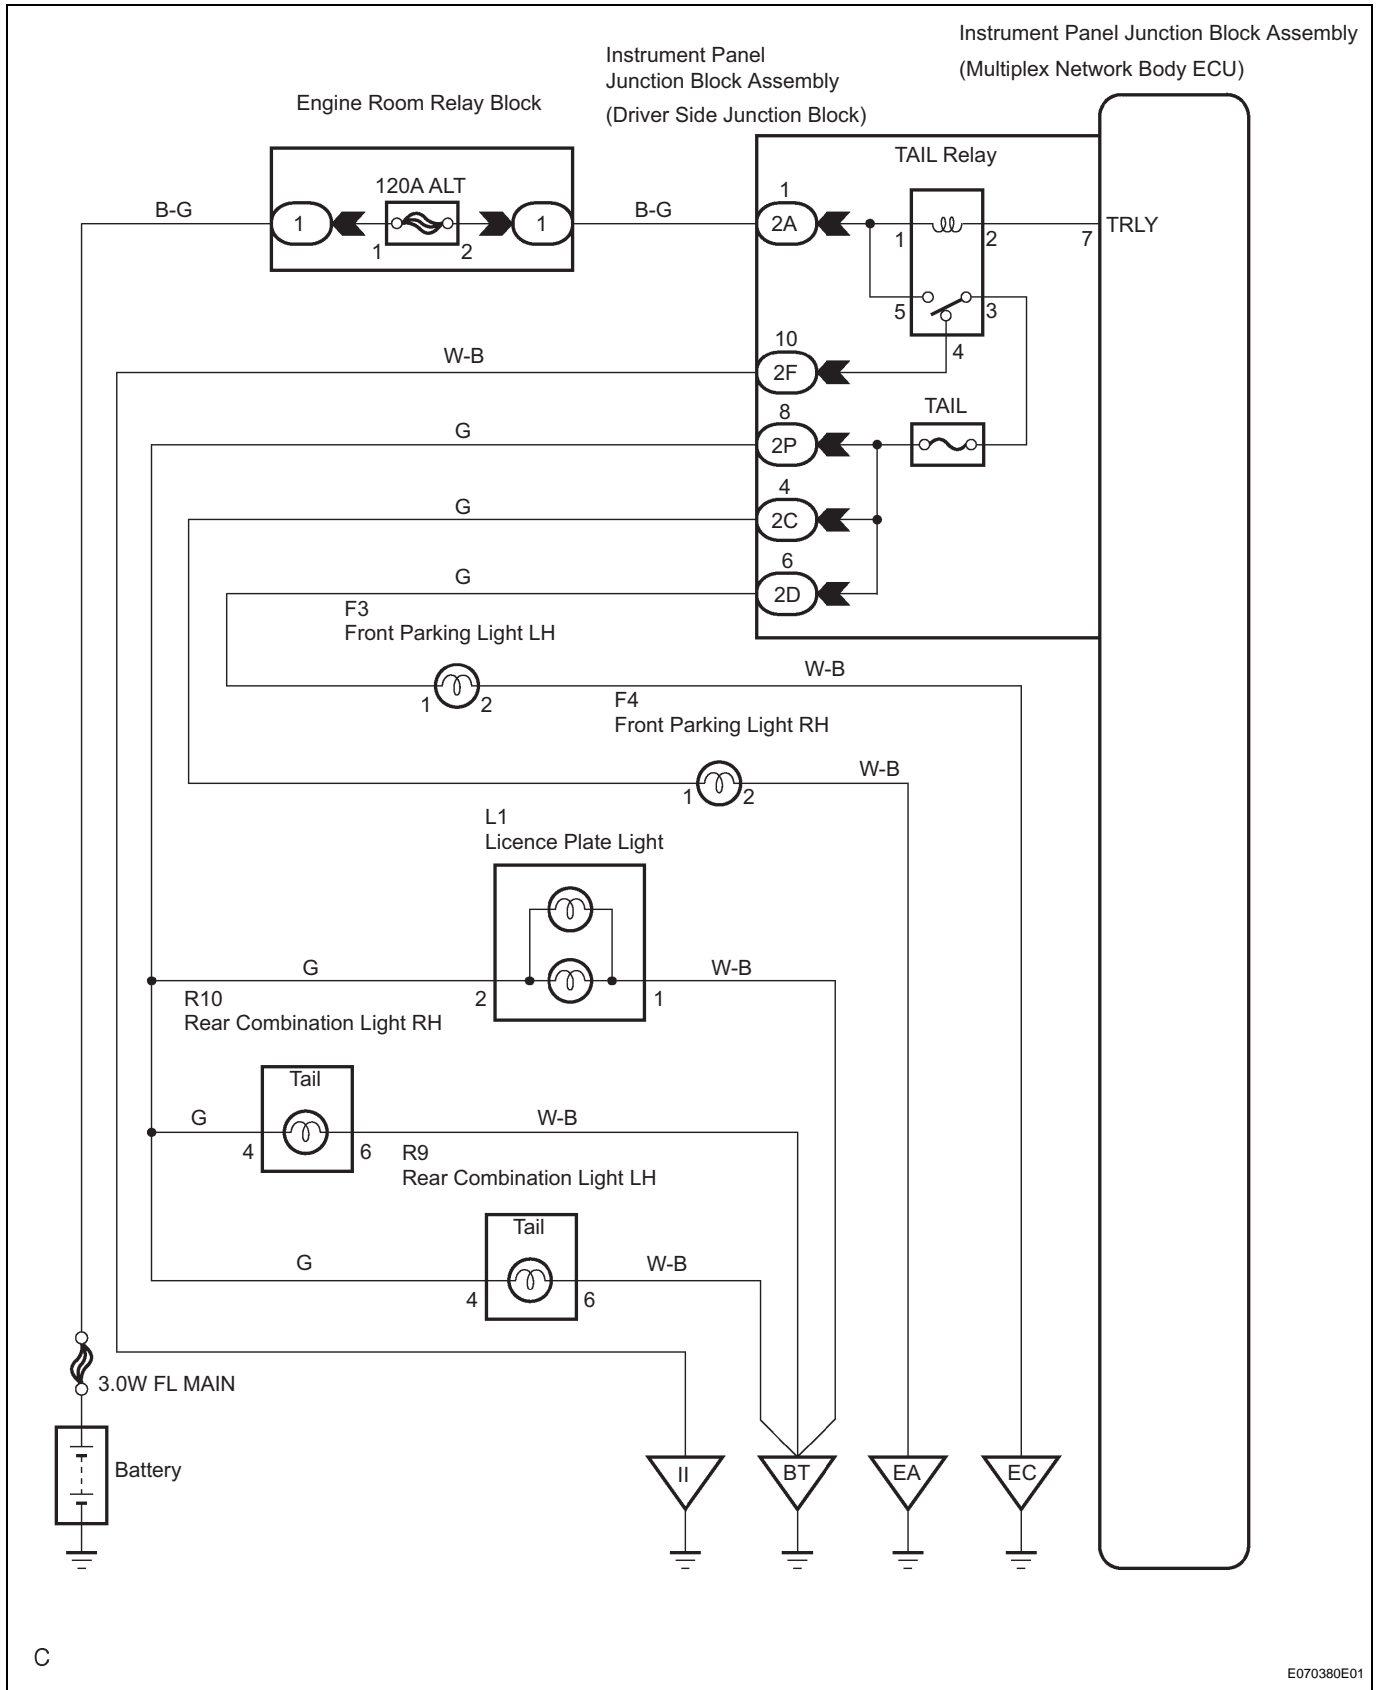 Instrument Panel Junction Block Assembly
(Multiplex Network Body ECU)
Instrument Panel
Junction Block Assembly
(Driver Side Junction Block)
Engine Room Relay Block
TAIL Relay
120A ALT
B-G
1
1
2
1
B-G
1
2A
1
2
7
TRLY
5
3
4
10
2F
W-B
TAIL
8
2P
G
4
2C
G
6
2D
G
F3
Front Parking Light LH
1
2
W-B
F4
Front Parking Light RH
1
2
W-B
L1
Licence Plate Light
G
2
1
W-B
R10
Rear Combination Light RH
Tail
G
4
6
W-B
R9
Rear Combination Light LH
Tail
G
4
6
W-B
3.0W FL MAIN
Battery
II
BT
EA
EC
C
E070380E01